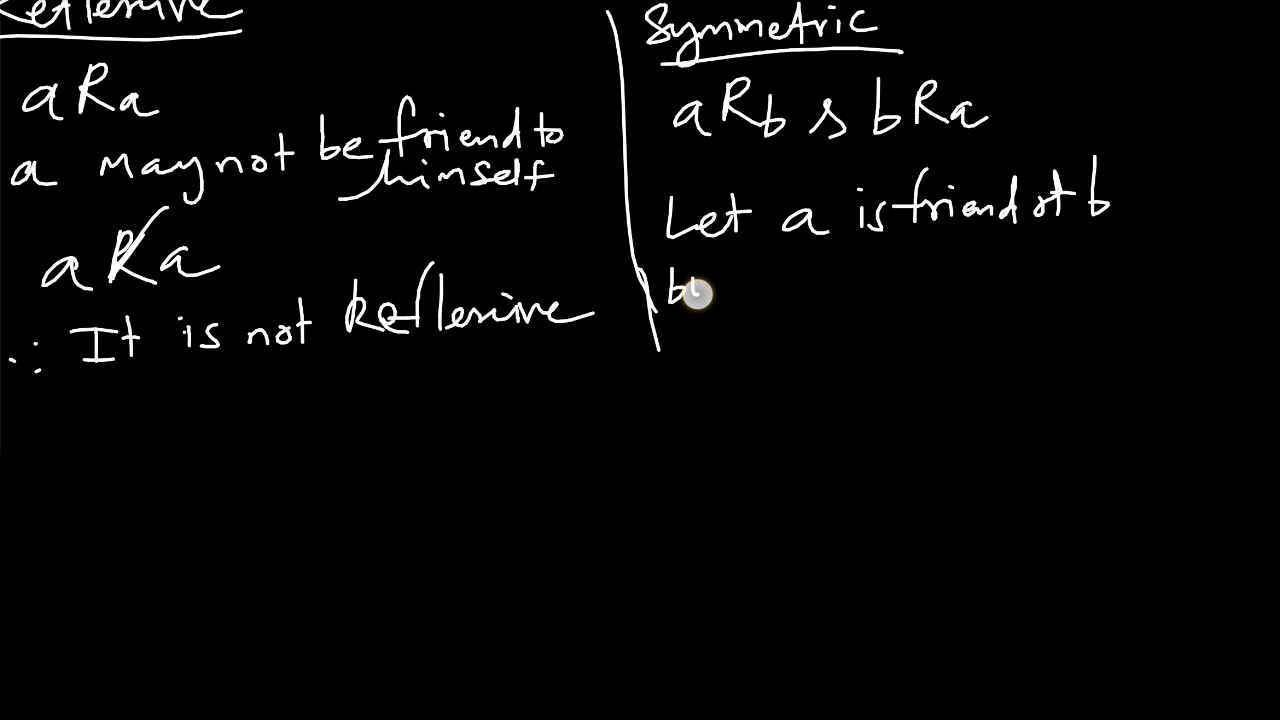 Reflexive
aRa
a may not be friend to
himself
aRa
∴ It is not Reflexive
Symmetric
aRb & bRa
Let a is friend of b
bu